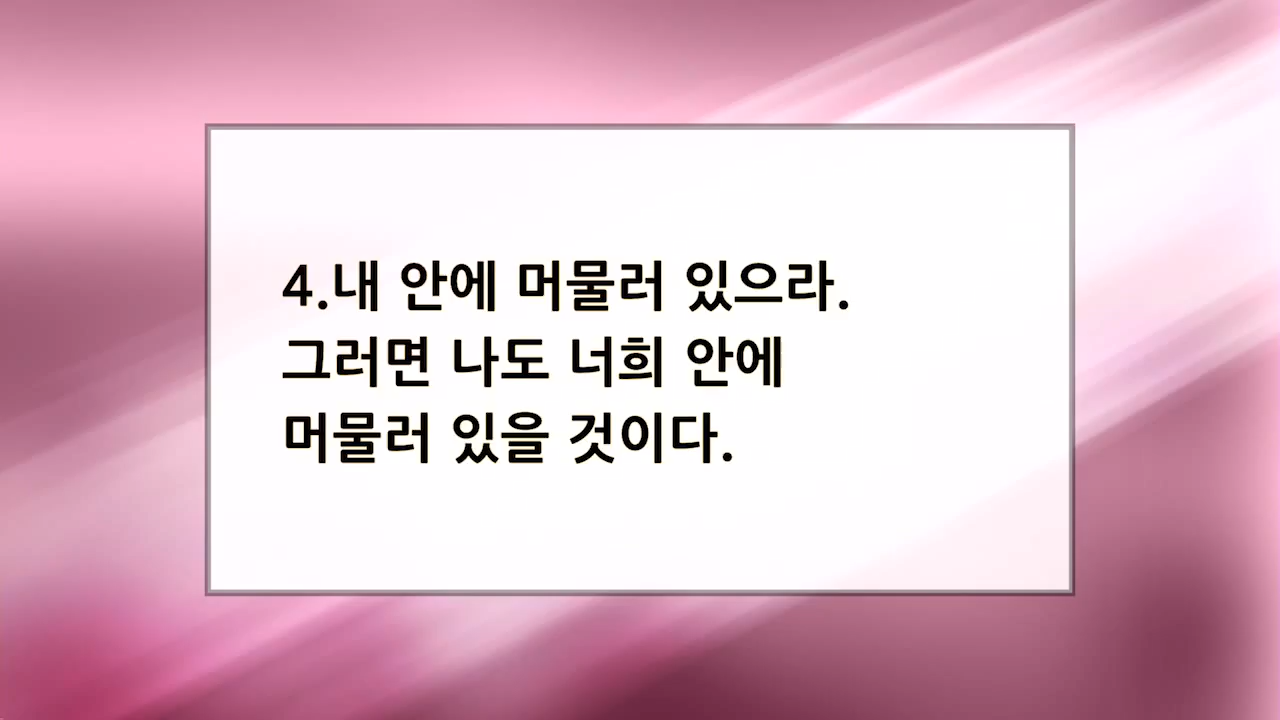 4.내 안에 머물러 있으라.
그러면 나도 너희 안에
머물러 있을 것이다.